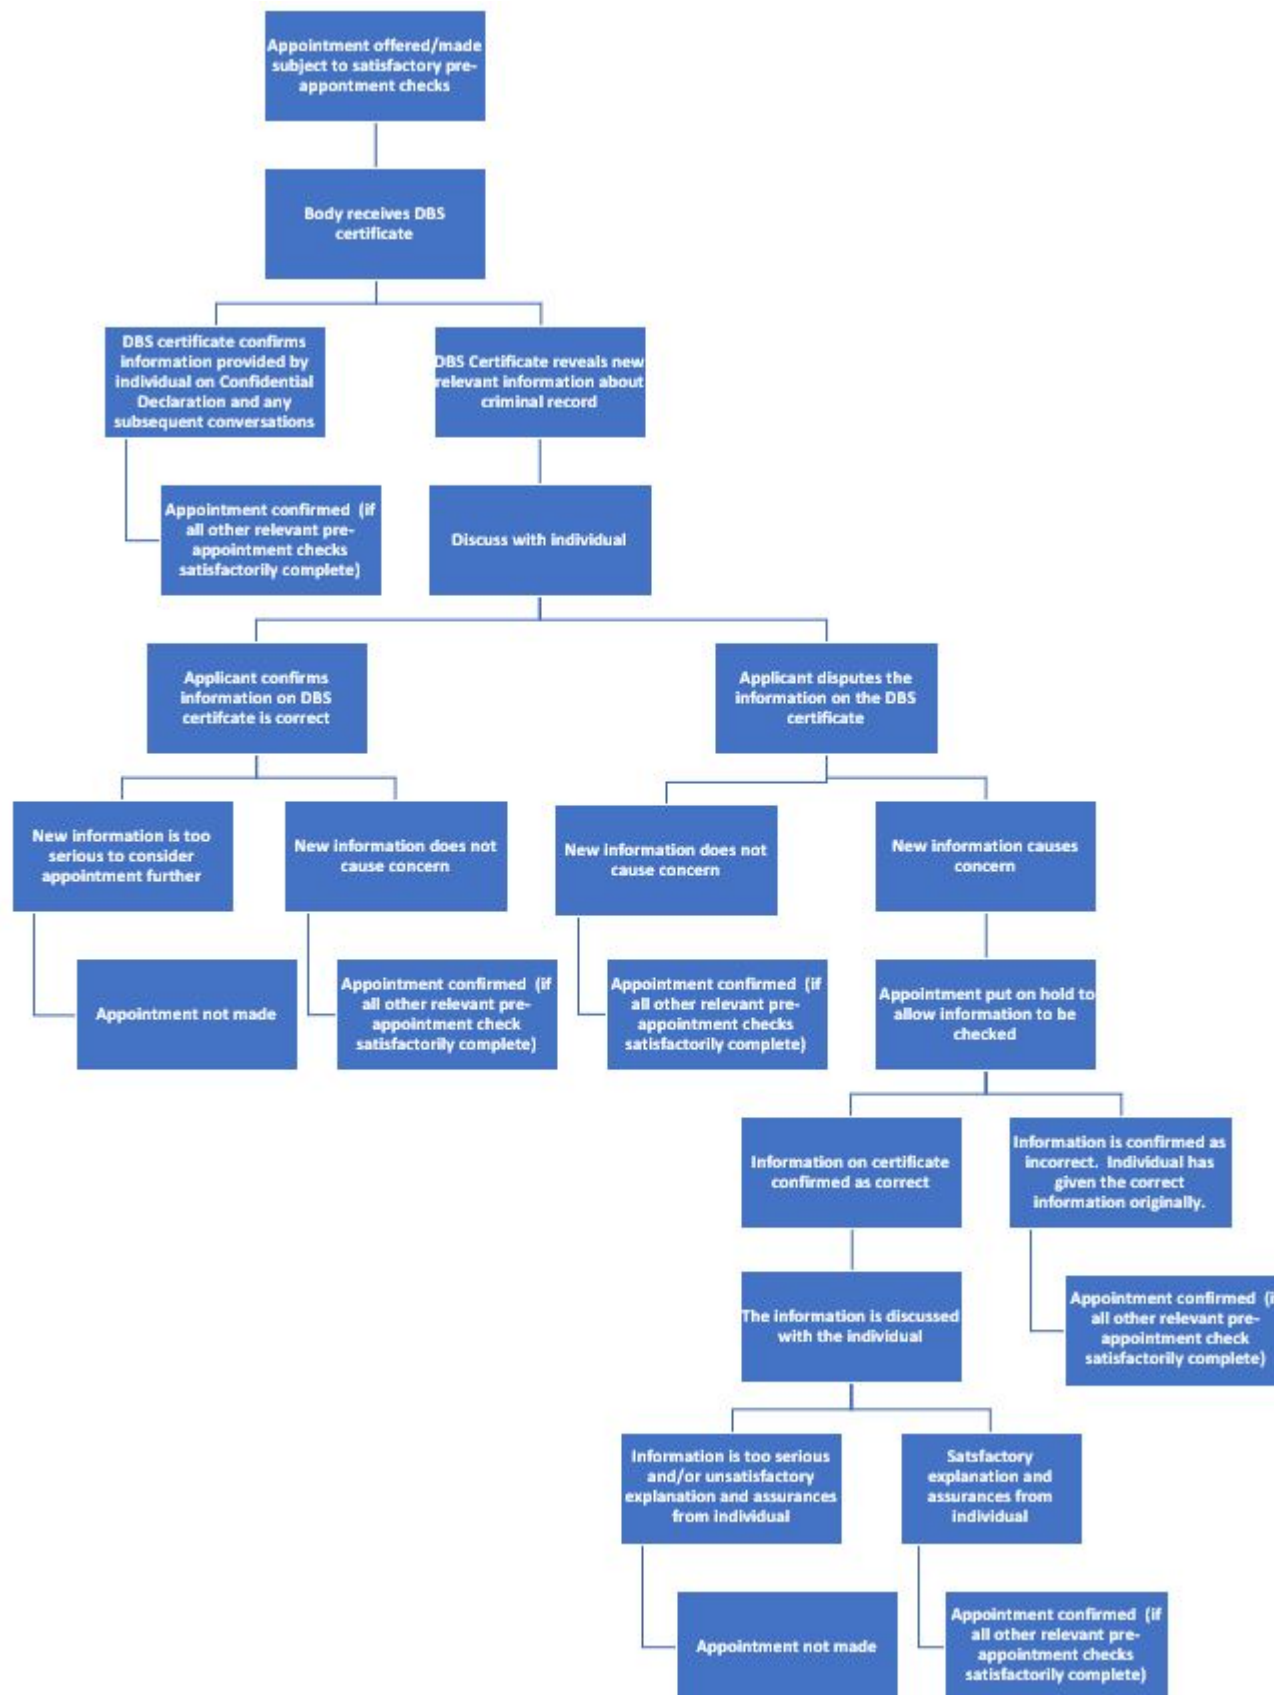 Appointment offered/made
subject to satisfactory pre-
appontment checks
Body receives DBS
certificate
DBS certificate confirms
information provided by
individual on Confidential
Declaration and any
subsequent conversations
DBS Certificate reveals new
relevant information about
criminal record
Appointment confirmed (if
all other relevant pre-
appointment checks
satisfactorily complete)
Discuss with individual
Applicant confirms
information on DBS
certifcate is correct
Applicant disputes the
information on the DBS
certificate
New information is too
serious to consider
appointment further
New information does not
cause concern
New information does not
cause concern
New information causes
concern
Appointment not made
Appointment confirmed (if
all other relevant pre-
appointment check
satisfactorily complete)
Appointment confirmed (if
all other relevant pre-
appointment checks
satisfactorily complete)
Appointment put on hold to
allow information to be
checked
Information on certificate
confirmed as correct
Information is confirmed as
incorrect. Individual has
given the correct
information originally.
The information is discussed
with the individual
Appointment confirmed (i
all other relevant pre-
appointment check
satisfactorily complete)
Information is too serious
and/or unsatisfactory
explanation and assurances
from individual
Satsfactory
explanation and
assurances from
individual
Appointment not made
Appointment confirmed (if
all other relevant pre-
appointment checks
satisfactorily complete)